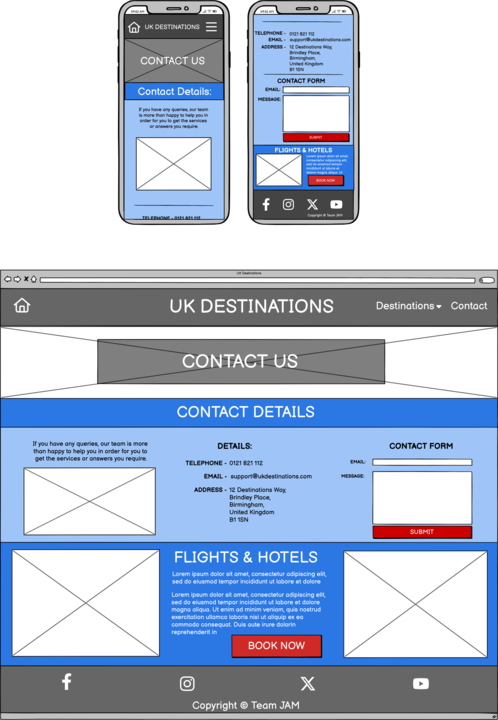 09:32 AM
UK DESTINATIONS
CONTACT US
Contact Details:
If you have any queries, our team
is more than happy to help you in
order for you to get the services
or answers you require.
TELEPHONE - 0121 821 112
TELEPHONE - 0121 821 112
EMAIL - support@ukdestinations.com
ADDRESS - 12 Destinations Way,
Brindley Place,
Birmingham,
United Kingdom
B1 1SN
CONTACT FORM
EMAIL:
MESSAGE:
SUBMIT
FLIGHTS & HOTELS
Lorem ipsum dolor sit amet,
consectetur adipiscing elit,
sed do eiusmod tempor
incididunt ut labore et dolore
magna aliqua. Ut
BOOK NOW
Copyright © Team JAM
UK Destinations
UK DESTINATIONS
Destinations
Contact
CONTACT US
CONTACT DETAILS
If you have any queries, our team is more
than happy to help you in order for you to
get the services or answers you require.
DETAILS:
TELEPHONE - 0121 821 112
EMAIL - support@ukdestinations.com
ADDRESS - 12 Destinations Way,
Brindley Place,
Birmingham,
United Kingdom
B1 1SN
CONTACT FORM
EMAIL:
MESSAGE:
SUBMIT
FLIGHTS & HOTELS
Lorem ipsum dolor sit amet, consectetur adipiscing elit,
sed do eiusmod tempor incididunt ut labore et dolore
Lorem ipsum dolor sit amet, consectetur adipiscing elit,
sed do eiusmod tempor incididunt ut labore et dolore
magna aliqua. Ut enim ad minim veniam, quis nostrud
exercitation ullamco laboris nisi ut aliquip ex ea
commodo consequat. Duis aute irure dolorin
reprehenderit in
BOOK NOW
Copyright © Team JAM